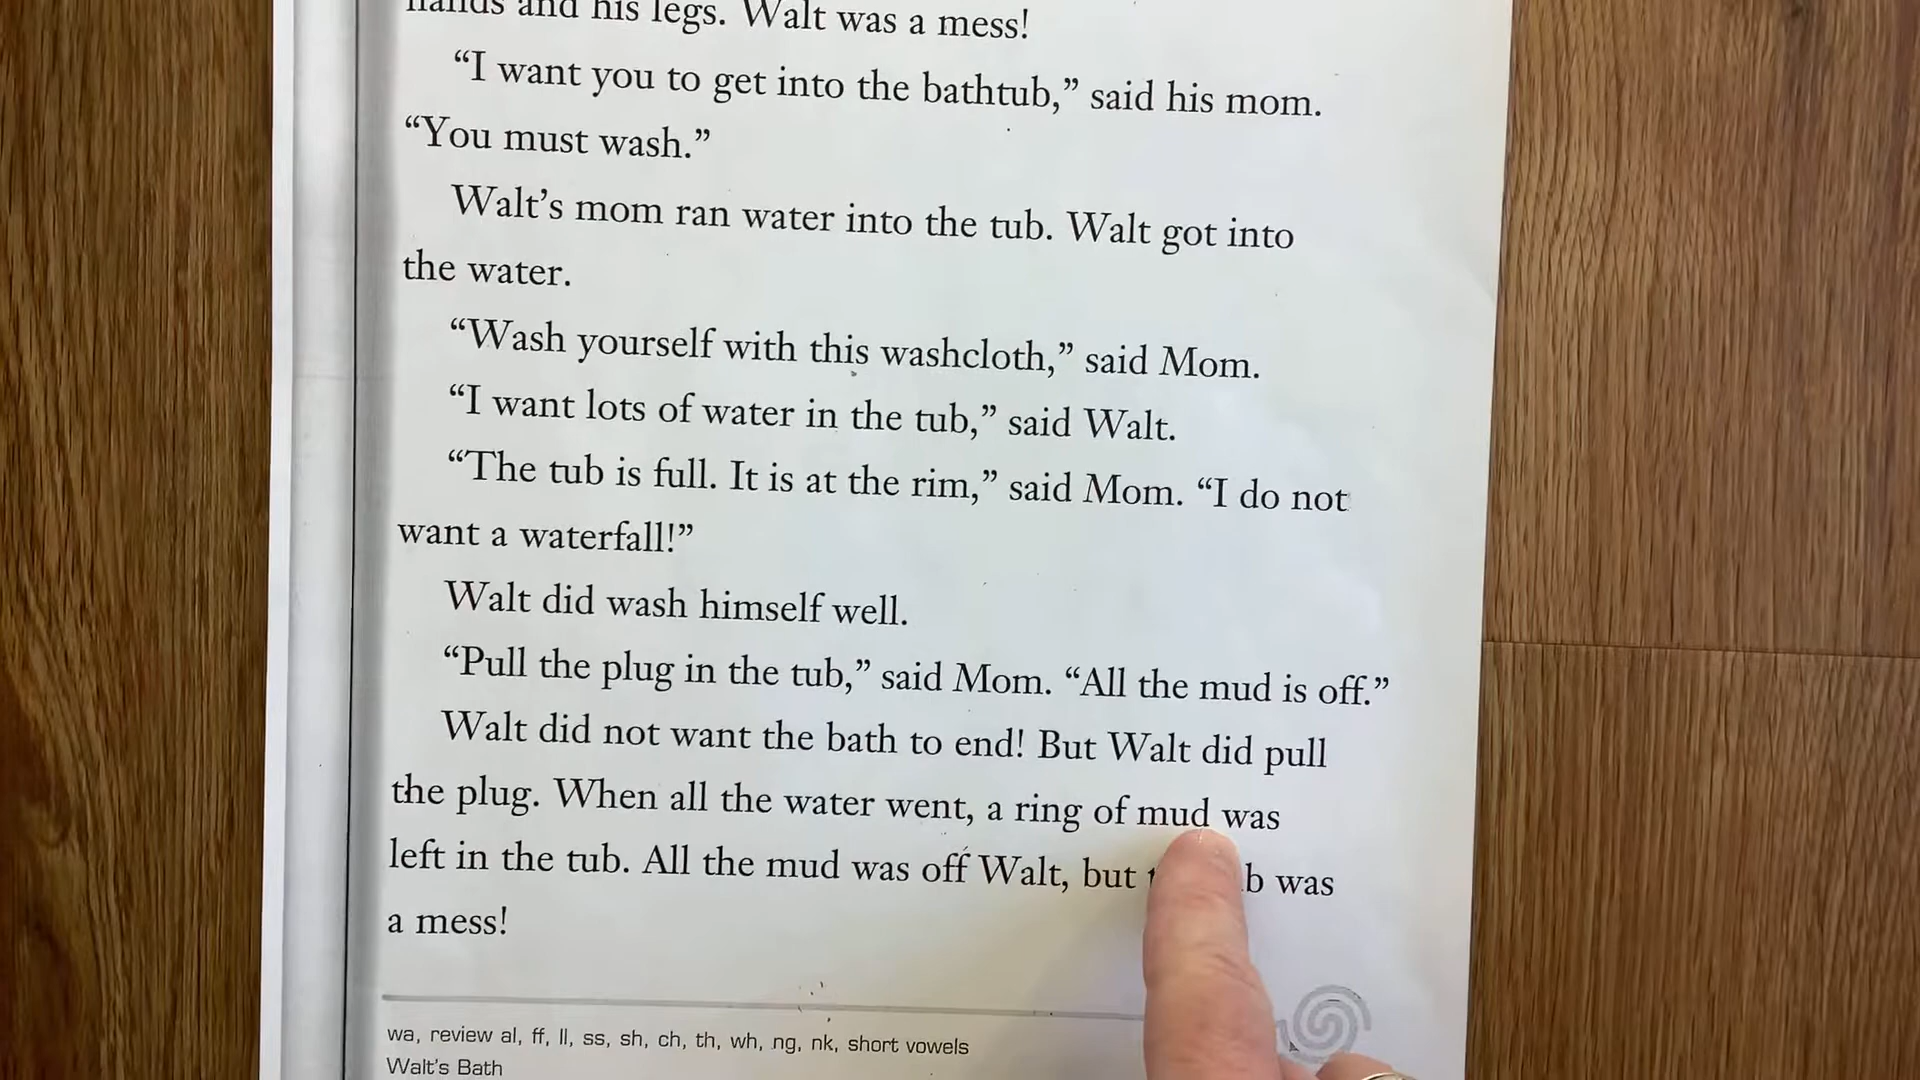 hands and his legs. Walt was a mess!
“I want you to get into the bathtub,” said his mom.
“You must wash.”
Walt’s mom ran water into the tub. Walt got into
the water.
“Wash yourself with this washcloth,” said Mom.
“I want lots of water in the tub,” said Walt.
“The tub is full. It is at the rim,” said Mom. “I do not
want a waterfall!”
Walt did wash himself well.
“Pull the plug in the tub,” said Mom. “All the mud is off.”
Walt did not want the bath to end! But Walt did pull
the plug. When all the water went, a ring of mud was
left in the tub. All the mud was off Walt, but was
a mess!
wa, review al, ff, ll, ss, sh, ch, th, wh, ng, nk, short vowels
Walt’s Bath